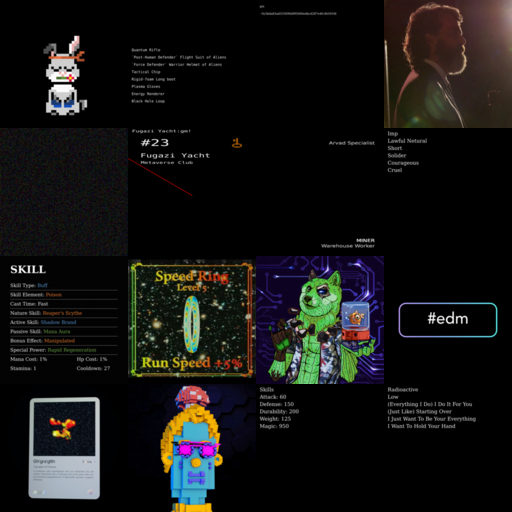 Quantum Rifle
'Post-Human Defender' Flight Suit of Aliens
'Force Defender' Warrior Helmet of Aliens
Tactical Chip
Rigid-foam Long boot
Plasma Gloves
Energy Renderer
Black Hole Loop
Fugazi Yacht:gm!
#23
Fugazi Yacht
Metaverse Club
Arvad Specialist
MINER
Warehouse Worker
Imp
Lawful Netural
Short
Solider
Courageous
Cruel
SKILL
Skill Type: Buff
Skill Element: Poison
Cast Time: Fast
Nature Skill: Reaper's Scythe
Active Skill: Shadow Brand
Passive Skill: Mana Aura
Bonus Effect: Manipulated
Special Power: Rapid Regeneration
Mana Cost: 1%
Hp Cost: 1%
Stamina: 1
Cooldown: 27
Speed Ring
Level 5
Run Speed +5%
#edm
Skills
Attack: 60
Defense: 150
Durability: 200
Weight: 125
Magic: 950
Radioactive
Low
(Everything I Do) I Do It For You
(Just Like) Starting Over
I Just Want To Be Your Everything
I Want To Hold Your Hand